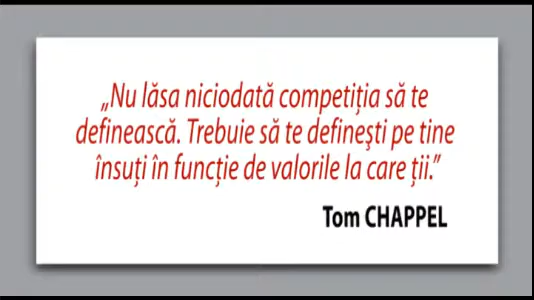 „Nu lăsa niciodată competiția să te
definească. Trebuie să te definești pe tine
însuți în funcție de valorile la care ții.”
Tom CHAPPEL